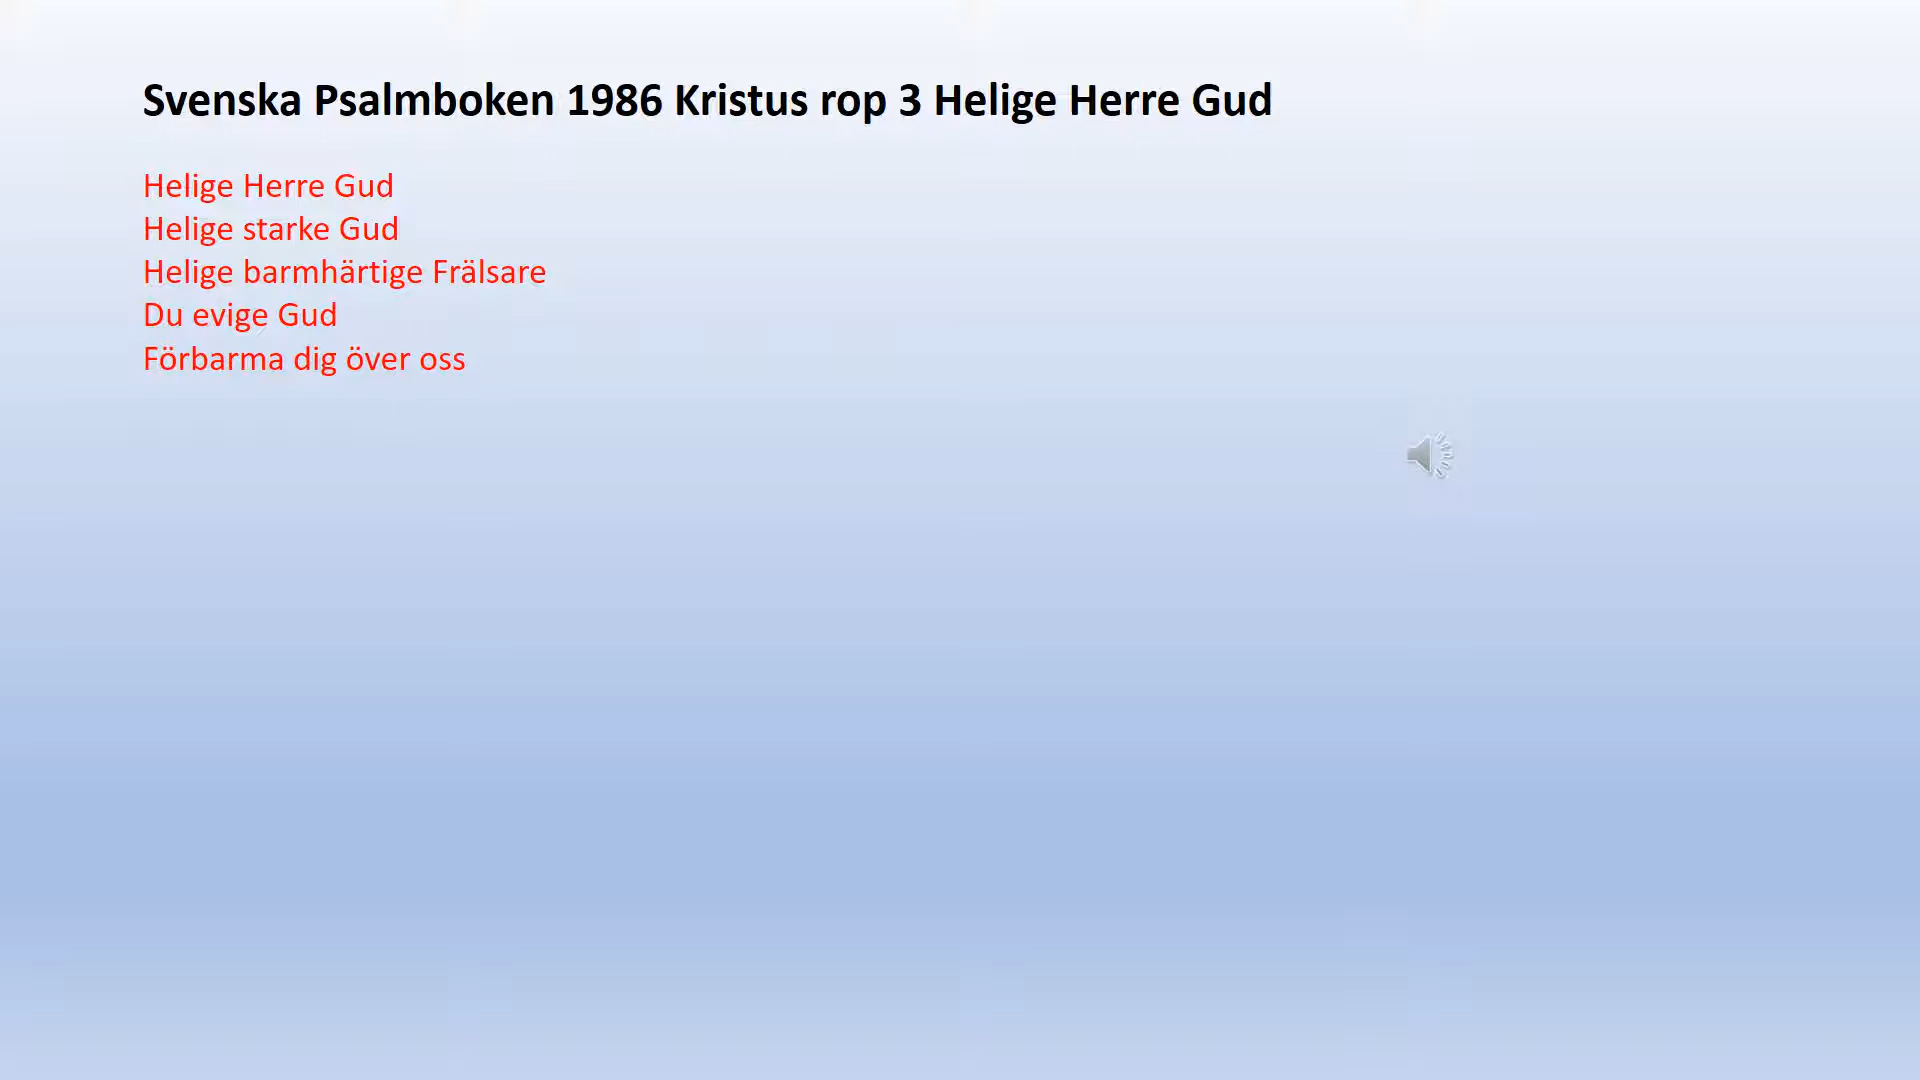 Svenska Psalmboken 1986 Kristus rop 3 Helige Herre Gud
Helige Herre Gud
Helige starke Gud
Helige barmhärtige Frälsare
Du evige Gud
Förbarma dig över oss